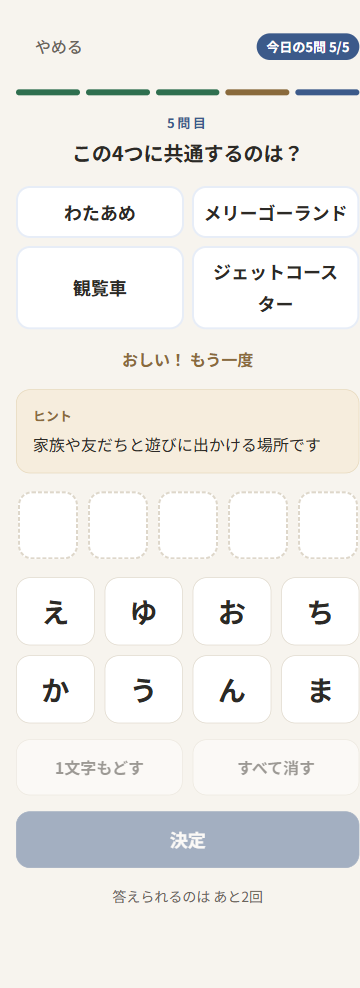 やめる
今日の5問 5/5
5問目
この4つに共通するのは？
わたあめ
メリーゴーランド
観覧車
ジェットコース
ター
おしい！ もう一度
ヒント
家族や友だちと遊びに出かける場所です
え
ゆ
お
ち
か
う
ん
ま
1文字もどす
すべて消す
決定
答えられるのは あと2回